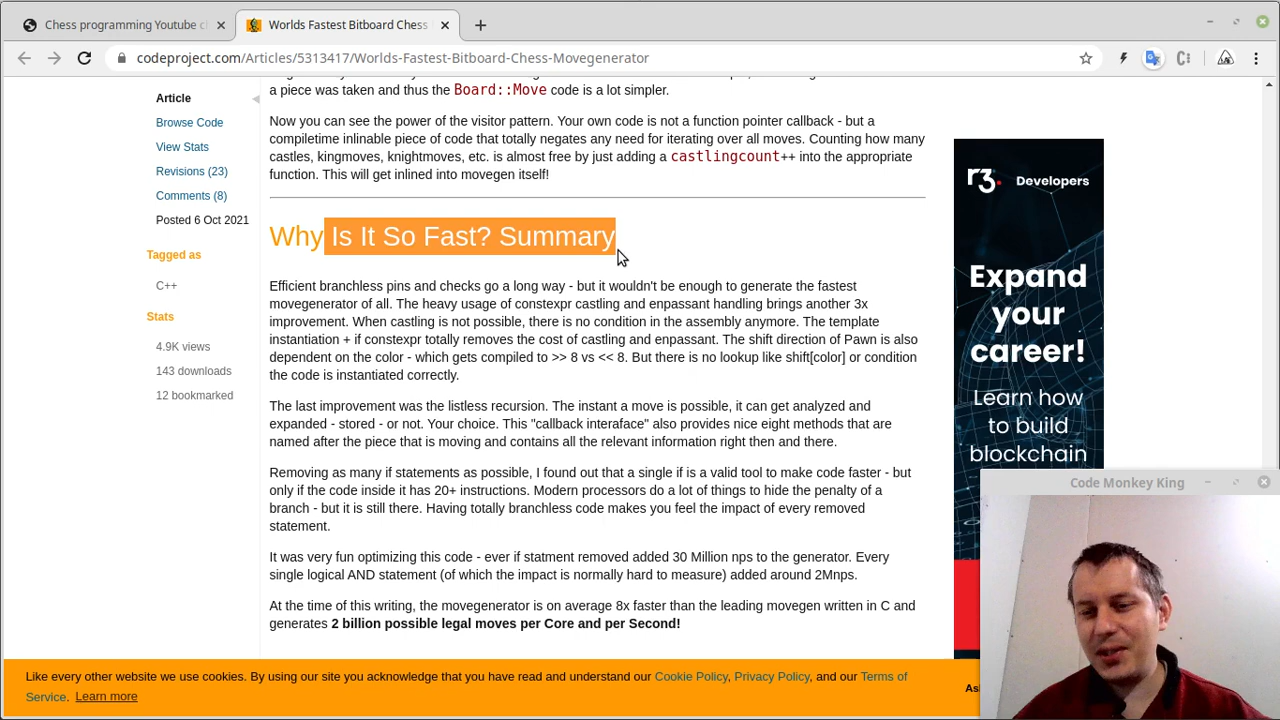 Chess programming Youtube c
Worlds Fastest Bitboard Chess
codeproject.com/Articles/5313417/Worlds-Fastest-Bitboard-Chess-Movegenerator
Article
Browse Code
View Stats
Revisions (23)
Comments (8)
Posted 6 Oct 2021
Tagged as
C++
Stats
4.9K views
143 downloads
12 bookmarked
a piece was taken and thus the Board::Move code is a lot simpler.
Now you can see the power of the visitor pattern. Your own code is not a function pointer callback - but a
compiletime inlinable piece of code that totally negates any need for iterating over all moves. Counting how many
castles, kingmoves, knightmoves, etc. is almost free by just adding a castlingcount++ into the appropriate
function. This will get inlined into movegen itself!
Why Is It So Fast? Summary
Efficient branchless pins and checks go a long way - but it wouldn't be enough to generate the fastest
movegenerator of all. The heavy usage of constexpr castling and enpassant handling brings another 3x
improvement. When castling is not possible, there is no condition in the assembly anymore. The template
instantiation + if constexpr totally removes the cost of castling and enpassant. The shift direction of Pawn is also
dependent on the color - which gets compiled to >> 8 vs << 8. But there is no lookup like shift[color] or condition
the code is instantiated correctly.
The last improvement was the listless recursion. The instant a move is possible, it can get analyzed and
expanded - stored - or not. Your choice. This "callback interaface" also provides nice eight methods that are
named after the piece that is moving and contains all the relevant information right then and there.
Removing as many if statements as possible, I found out that a single if is a valid tool to make code faster - but
only if the code inside it has 20+ instructions. Modern processors do a lot of things to hide the penalty of a
branch - but it is still there. Having totally branchless code makes you feel the impact of every removed
statement.
It was very fun optimizing this code - ever if statment removed added 30 Million nps to the generator. Every
single logical AND statement (of which the impact is normally hard to measure) added around 2Mnps.
At the time of this writing, the movegenerator is on average 8x faster than the leading movegen written in C and
generates 2 billion possible legal moves per Core and per Second!
r3. Developers
Expand
your
career!
Learn how
to build
blockchain
Code Monkey King
Like every other website we use cookies. By using our site you acknowledge that you have read and understand our Cookie Policy, Privacy Policy, and our Terms of
Service. Learn more